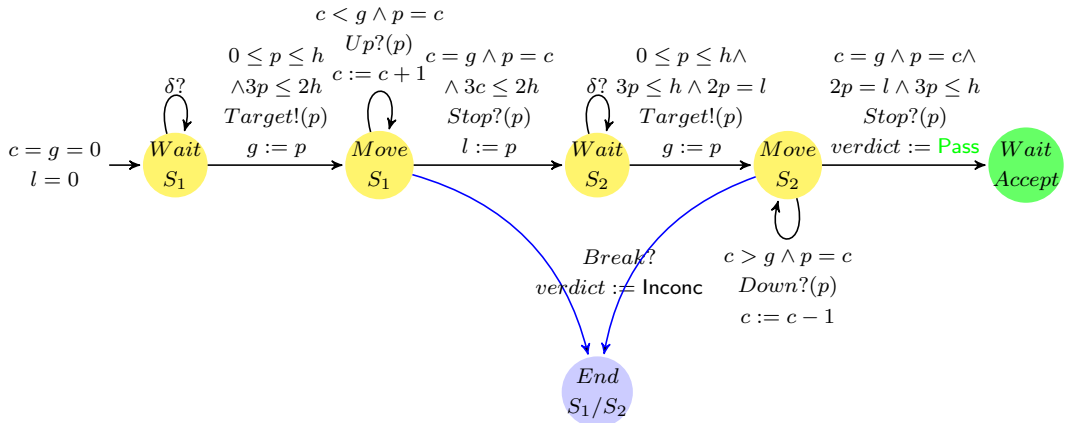 c = g = 0
l = 0
δ?
Wait
S₁
0 ≤ p ≤ h
∧3p ≤ 2h
Target!(p)
g := p
c < g ∧ p = c
Up?(p)
c := c + 1
Move
S₁
c = g ∧ p = c
∧ 3c ≤ 2h
Stop?(p)
l := p
δ?
Wait
S₂
0 ≤ p ≤ h∧
3p ≤ h ∧ 2p = l
Target!(p)
g := p
Move
S₂
c = g ∧ p = c∧
2p = l ∧ 3p ≤ h
Stop?(p)
verdict := Pass
Wait
Accept
Break?
verdict := Inconc
c > g ∧ p = c
Down?(p)
c := c − 1
End
S₁/S₂